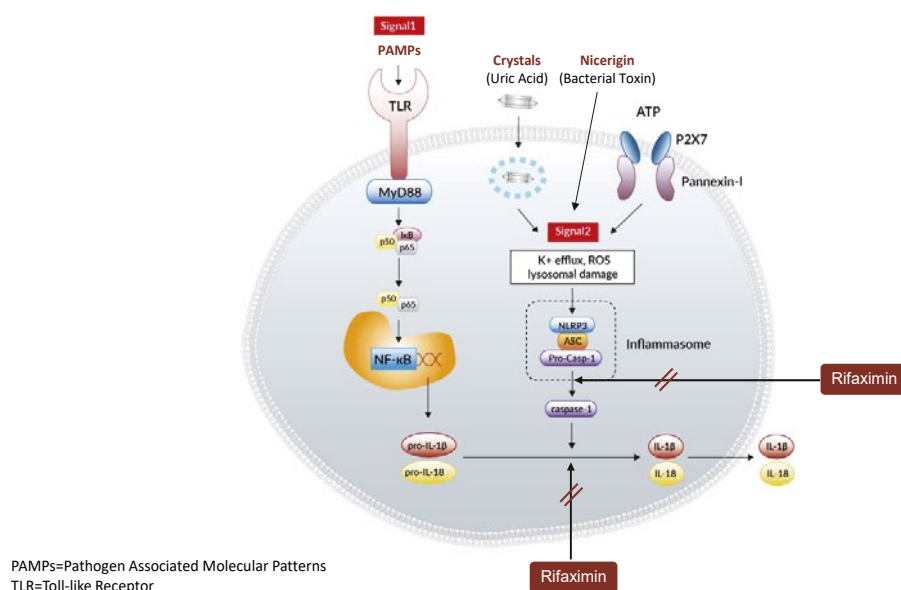 Signal1
PAMPs
TLR
MyD88
IκB
p50
p65
p50
p65
NF-κB
pro-IL-1β
pro-IL-18
Crystals
(Uric Acid)
Nicerigin
(Bacterial Toxin)
ATP
P2X7
Pannexin-I
Signal2
K+ efflux, ROS
lysosomal damage
NLRP3
ASC
Pro-Casp-1
Inflammasome
Rifaximin
caspase-1
IL-1β
IL-18
IL-1β
IL-18
Rifaximin
PAMPs=Pathogen Associated Molecular Patterns
TLR=Toll-like Receptor